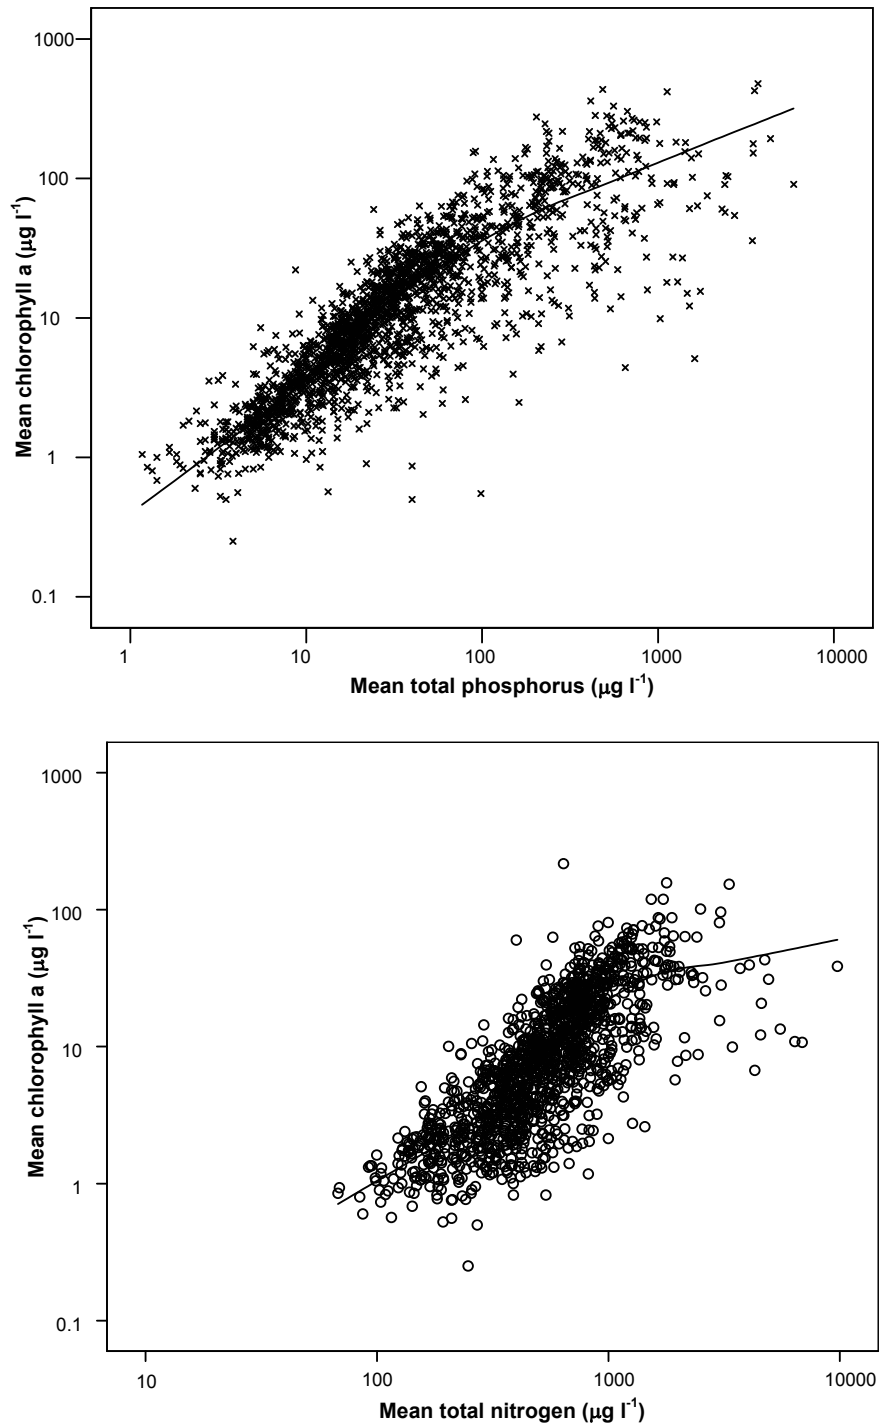 1000
100
10
1
0.1
Mean chlorophyll a (µg l⁻¹)
1 10 100 1000 10000
Mean total phosphorus (µg l⁻¹)
1000
100
10
1
0.1
Mean chlorophyll a (µg l⁻¹)
10 100 1000 10000
Mean total nitrogen (µg l⁻¹)